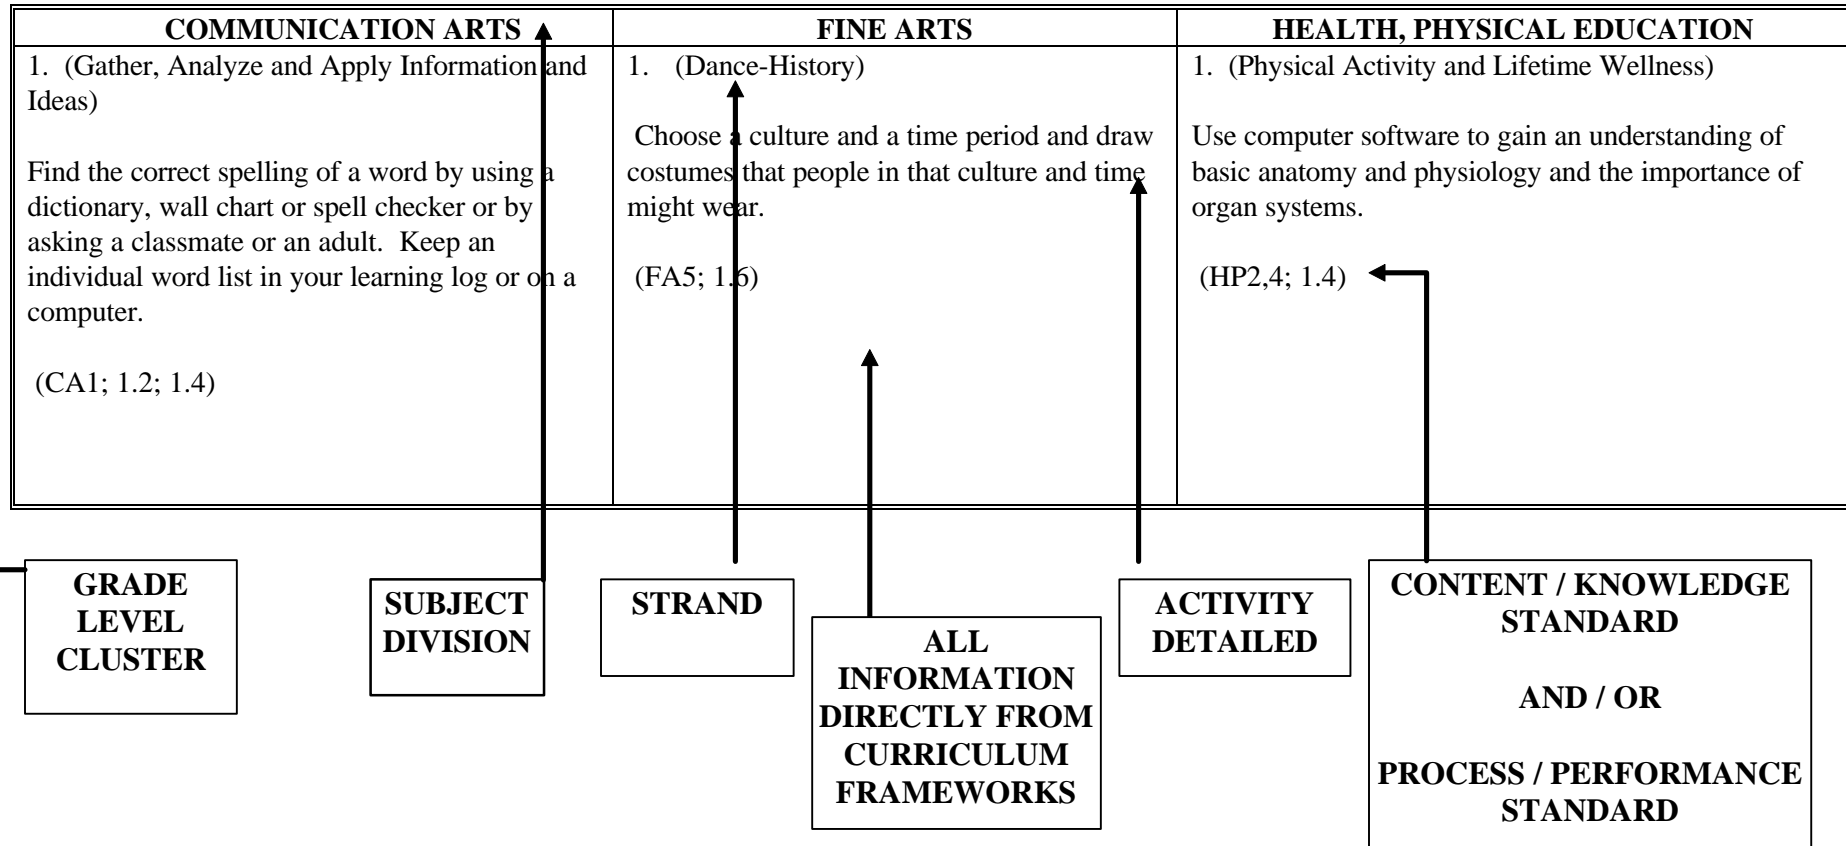 COMMUNICATION ARTS
1. (Gather, Analyze and Apply Information and
Ideas)
Find the correct spelling of a word by using a
dictionary, wall chart or spell checker or by
asking a classmate or an adult. Keep an
individual word list in your learning log or on a
computer.
(CA1; 1.2; 1.4)
FINE ARTS
1. (Dance-History)
Choose a culture and a time period and draw
costumes that people in that culture and time
might wear.
(FA5; 1.6)
HEALTH, PHYSICAL EDUCATION
1. (Physical Activity and Lifetime Wellness)
Use computer software to gain an understanding of
basic anatomy and physiology and the importance of
organ systems.
(HP2,4; 1.4)
GRADE
LEVEL
CLUSTER
SUBJECT
DIVISION
STRAND
ALL
INFORMATION
DIRECTLY FROM
CURRICULUM
FRAMEWORKS
ACTIVITY
DETAILED
CONTENT / KNOWLEDGE
STANDARD
AND / OR
PROCESS / PERFORMANCE
STANDARD